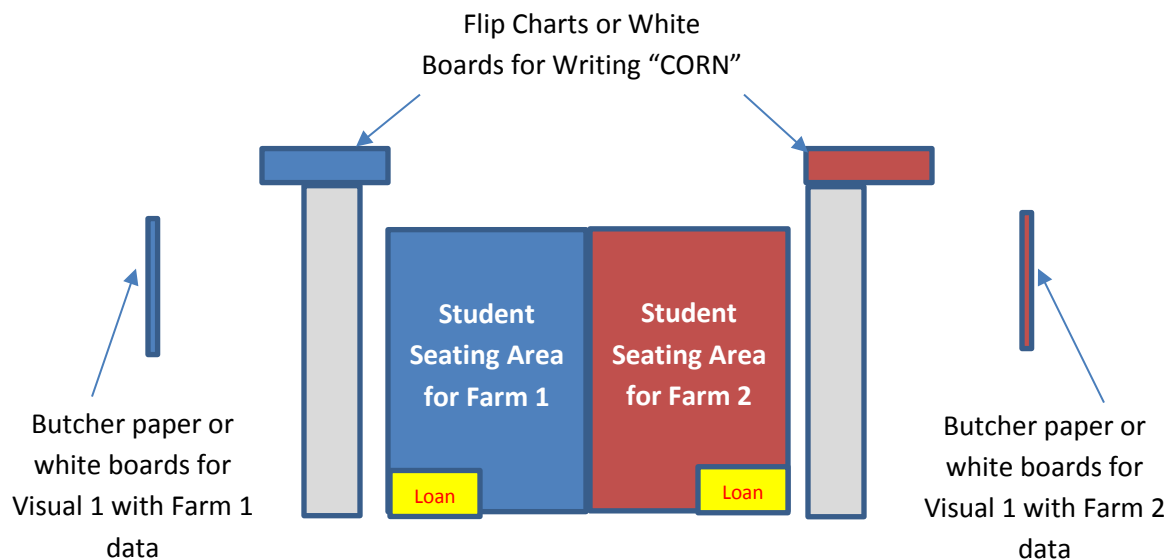 Flip Charts or White
Boards for Writing “CORN”
Student
Seating Area
for Farm 1
Student
Seating Area
for Farm 2
Loan
Loan
Butcher paper or
white boards for
Visual 1 with Farm 1
data
Butcher paper or
white boards for
Visual 1 with Farm 2
data